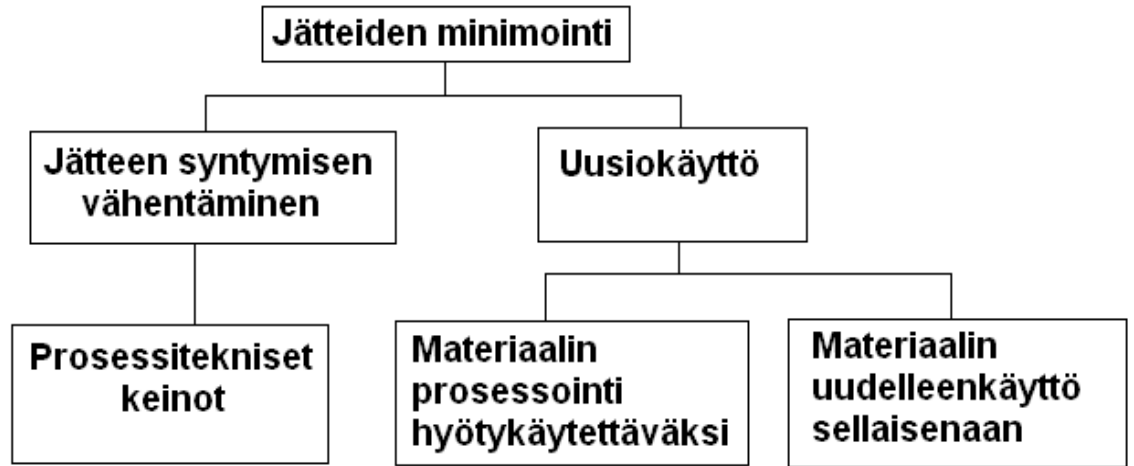 Jätteiden minimointi
Jätteen syntymisen
vähentäminen
Uusiokäyttö
Prosessitekniset
keinot
Materiaalin
prosessointi
hyötykäytettäväksi
Materiaalin
uudelleenkäyttö
sellaisenaan